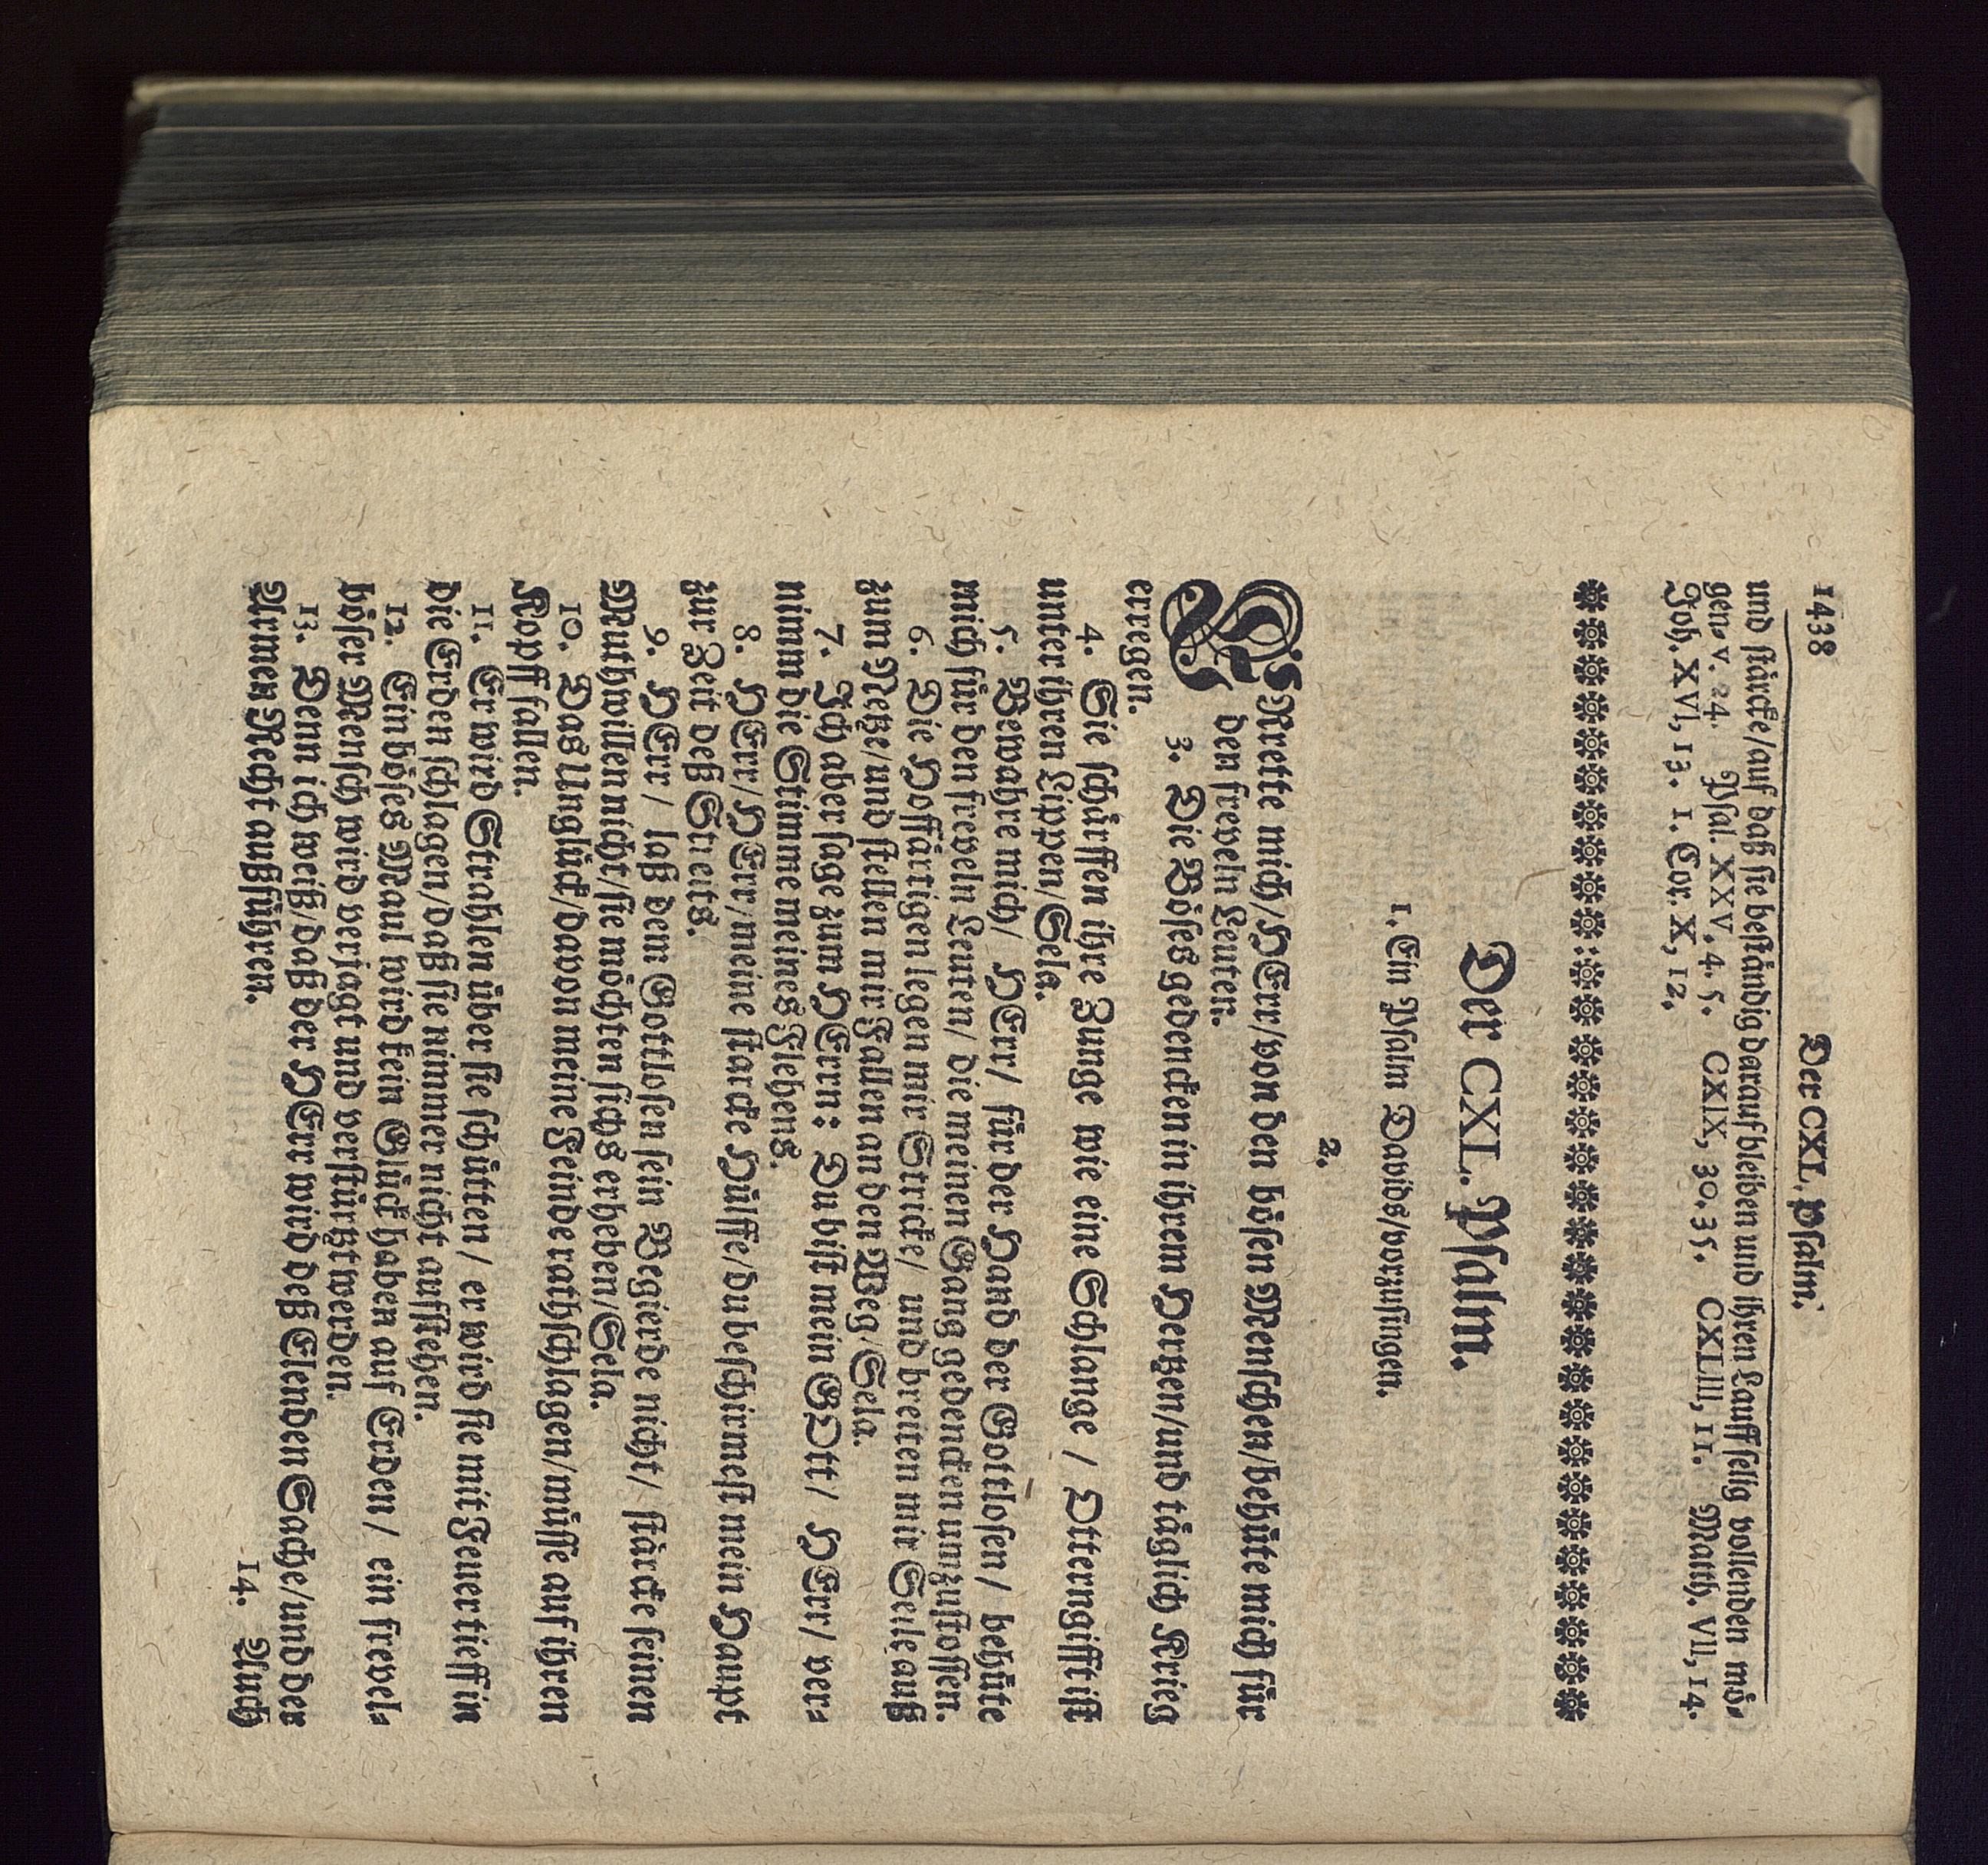 1438 Der CXL. Psalm.
und stärcke/auf daß sie beständig darauf bleiben und ihren Lauff selig vollenden mö-
gen. v. 24. Psal. XXV. 4. 5. CXIX, 30. 35. CXLIII, 11. Matth. VII, 14.
Joh. XVI, 13. 1. Cor. X, 12.
Der CXL. Psalm.
1. Ein Psalm Davids/vorzusingen.
2.
ERrette mich/HErr/von den bösen Menschen/behüte mich für
den freveln Leuten.
3. Die Böses gedencken in ihren Hertzen/und täglich Krieg
erregen.
4. Sie schärffen ihre Zunge wie eine Schlange / Otterngifft ist
unter ihren Lippen/Sela.
5. Bewahre mich/ HErr/ für der Hand der Gottlosen / behüte
mich für den freveln Leuten/ die meinen Gang gedencken umzustossen.
6. Die Hoffärtigen legen mir Stricke/ und breiten mir Seile auß
zum Netze/und stellen mir Fallen an den Weg/Sela.
7. Ich aber sage zum HErrn: Du bist mein GOtt/ HErr/ ver-
nimm die Stimme meines Flehens.
8. HErr/HErr/meine starcke Hülffe/du beschirmest mein Haupt
zur Zeit deß Streits.
9. HErr / laß dem Gottlosen sein Begierde nicht/ stärcke seinen
Muthwillen nicht/sie möchten sichs erheben/Sela.
10. Das Unglück/davon meine Feinde rathschlagen/müsse auf ihren
Kopff fallen.
11. Er wird Strahlen über sie schütten / er wird sie mit Feuer tieff in
die Erden schlagen/daß sie nimmer nicht auffstehen.
12. Ein böses Maul wird kein Glück haben auf Erden / ein frevel-
böser Mensch wird verjagt und verstürtzt werden.
13. Denn ich weiß/daß der HErr wird deß Elenden Sache/und der
Armen Recht außführen.
14. Auch